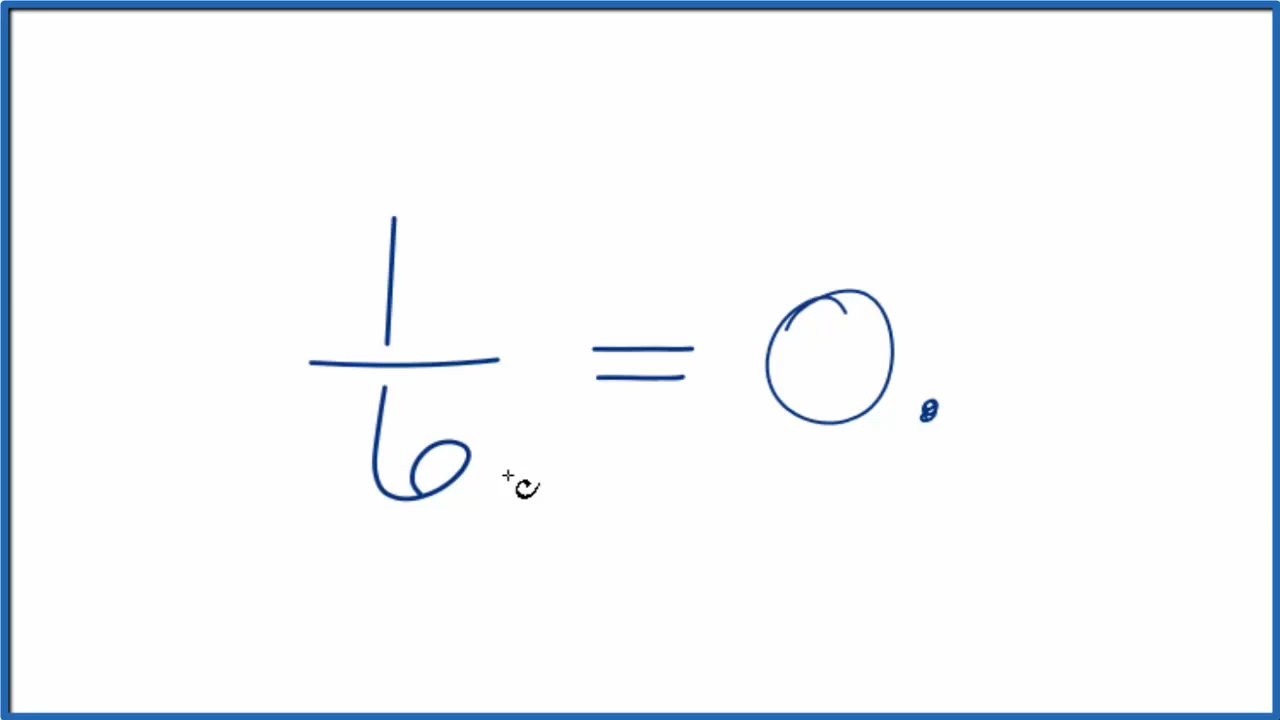 1/6 = 0.